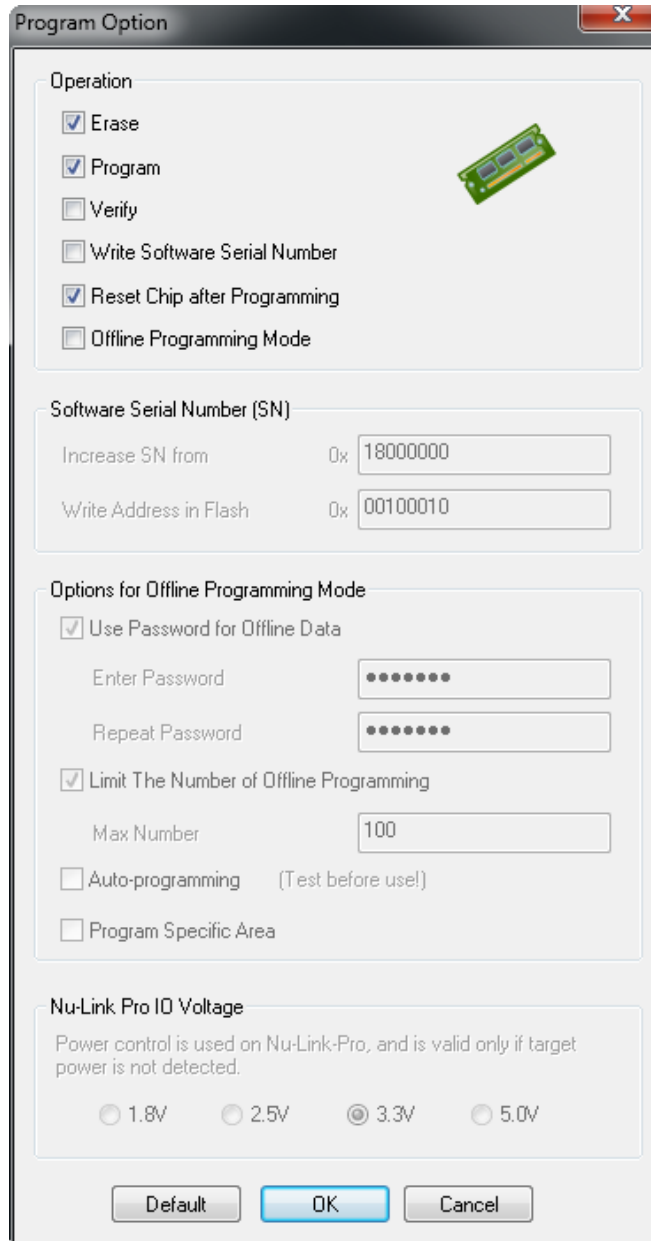 Program Option
Operation
Erase
Program
Verify
Write Software Serial Number
Reset Chip after Programming
Offline Programming Mode
Software Serial Number (SN)
Increase SN from 0x 18000000
Write Address in Flash 0x 00100010
Options for Offline Programming Mode
Use Password for Offline Data
Enter Password •••••••
Repeat Password •••••••
Limit The Number of Offline Programming
Max Number 100
Auto-programming (Test before use!)
Program Specific Area
Nu-Link Pro IO Voltage
Power control is used on Nu-Link-Pro, and is valid only if target
power is not detected.
1.8V 2.5V 3.3V 5.0V
Default OK Cancel